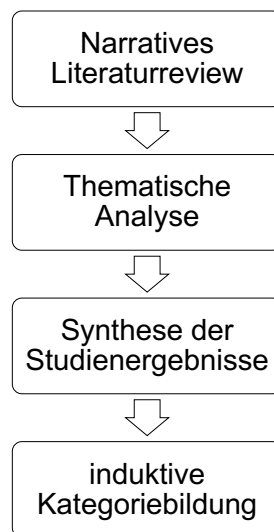 Narratives
Literaturreview
Thematische
Analyse
Synthese der
Studienergebnisse
induktive
Kategoriebildung